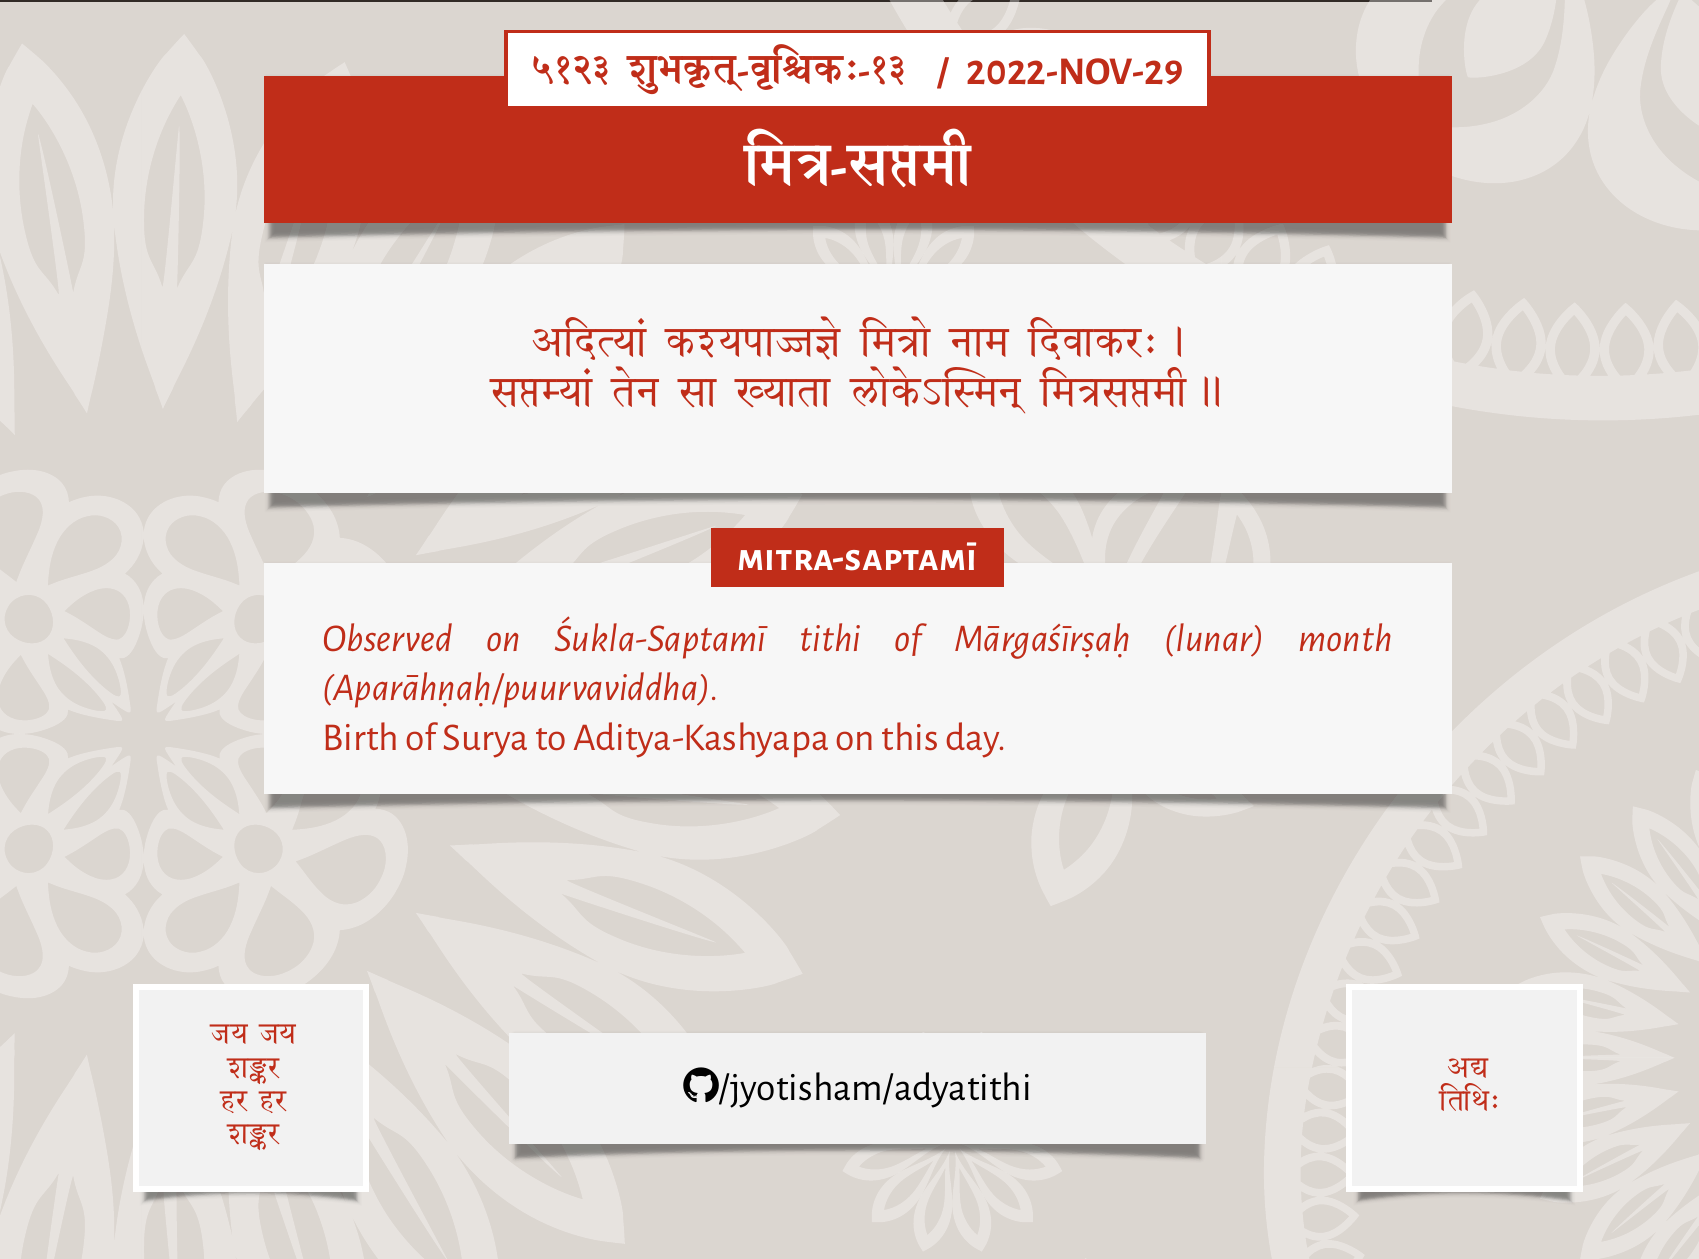 ५१२३ शुभकृत्-वृश्चिकः-१३ / 2022-NOV-29
मित्र-सप्तमी
अदित्यां कश्यपाज्जज्ञे मित्रो नाम दिवाकरः ।
सप्तम्यां तेन सा ख्याता लोकेऽस्मिन् मित्रसप्तमी ॥
MITRA-SAPTAMĪ
Observed on Śukla-Saptamī tithi of Mārgaśīrṣaḥ (lunar) month
(Aparāhṇaḥ/puurvaviddha).
Birth of Surya to Aditya-Kashyapa on this day.
जय जय
शङ्कर
हर हर
शङ्कर
/jyotisham/adyatithi
अद्य
तिथिः